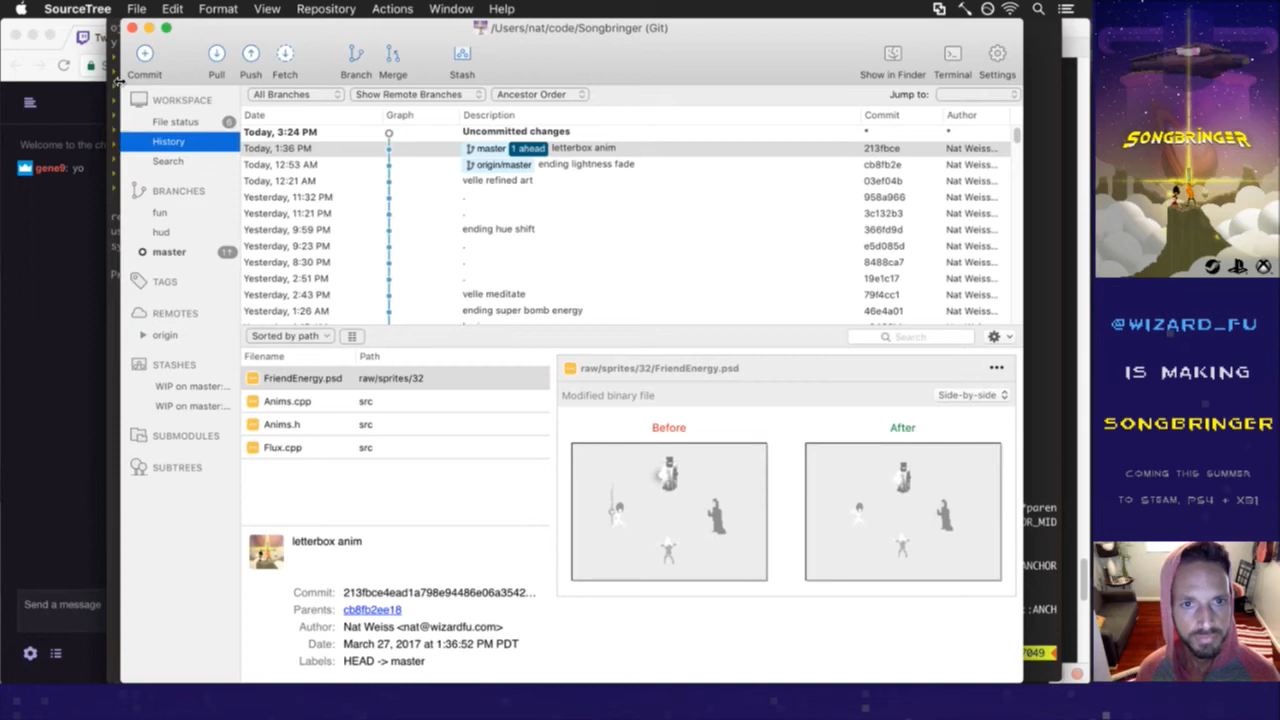 SourceTree File Edit Format View Repository Actions Window Help
/Users/nat/code/Songbringer (Git)
Commit Pull Push Fetch Branch Merge Stash Show in Finder Terminal Settings
All Branches Show Remote Branches Ancestor Order Jump to:
WORKSPACE
File status 6
History
Search
BRANCHES
fun
hud
master 1↑
TAGS
REMOTES
origin
STASHES
WIP on master:...
WIP on master:...
SUBMODULES
SUBTREES
Date Graph Description Commit Author
Today, 3:24 PM Uncommitted changes * *
Today, 1:36 PM master 1 ahead letterbox anim 213fbce Nat Weiss...
Today, 12:53 AM origin/master ending lightness fade cb8fb2e Nat Weiss...
Today, 12:21 AM velle refined art 03ef04b Nat Weiss...
Yesterday, 11:32 PM . 958a966 Nat Weiss...
Yesterday, 11:21 PM . 3c132b3 Nat Weiss...
Yesterday, 9:59 PM ending hue shift 366fd9d Nat Weiss...
Yesterday, 9:23 PM . e5d085d Nat Weiss...
Yesterday, 8:30 PM . 8488ca7 Nat Weiss...
Yesterday, 2:51 PM . 19e1c17 Nat Weiss...
Yesterday, 2:43 PM velle meditate 79f4cc1 Nat Weiss...
Yesterday, 1:26 AM ending super bomb energy 46e4a01 Nat Weiss...
Sorted by path Search
Filename Path
FriendEnergy.psd raw/sprites/32
Anims.cpp src
Anims.h src
Flux.cpp src
raw/sprites/32/FriendEnergy.psd
Modified binary file Side-by-side
Before After
letterbox anim
Commit: 213fbce4ead1a798e94486e06a3542...
Parents: cb8fb2ee18
Author: Nat Weiss <nat@wizardfu.com>
Date: March 27, 2017 at 1:36:52 PM PDT
Labels: HEAD -> master
Tw
Welcome to the ch
gene9: yo
Send a message
*paren
OR_MID
ANCHOR
::ANCH
7049
SONGBRINGER
@WIZARD_FU
IS MAKING
SONGBRINGER
COMING THIS SUMMER
TO STEAM, PS4 + XB1